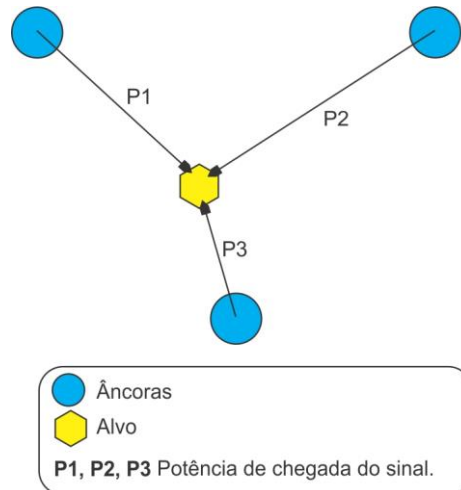 P1
P2
P3
Âncoras
Alvo
P1, P2, P3 Potência de chegada do sinal.